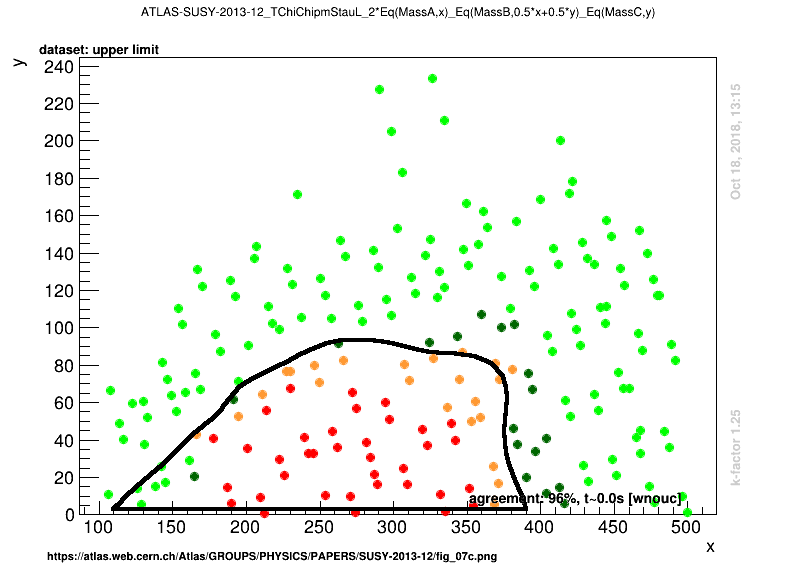 ATLAS-SUSY-2013-12_TChiChipmStauL_2*Eq(MassA,x)_Eq(MassB,0.5*x+0.5*y)_Eq(MassC,y)
dataset: upper limit
y
240
220
200
180
160
140
120
100
80
60
40
20
0
100 150 200 250 300 350 400 450 500
x
agreement: 96%, t~0.0s [wnouc]
Oct 18, 2018, 13:15
k-factor 1.25
https://atlas.web.cern.ch/Atlas/GROUPS/PHYSICS/PAPERS/SUSY-2013-12/fig_07c.png